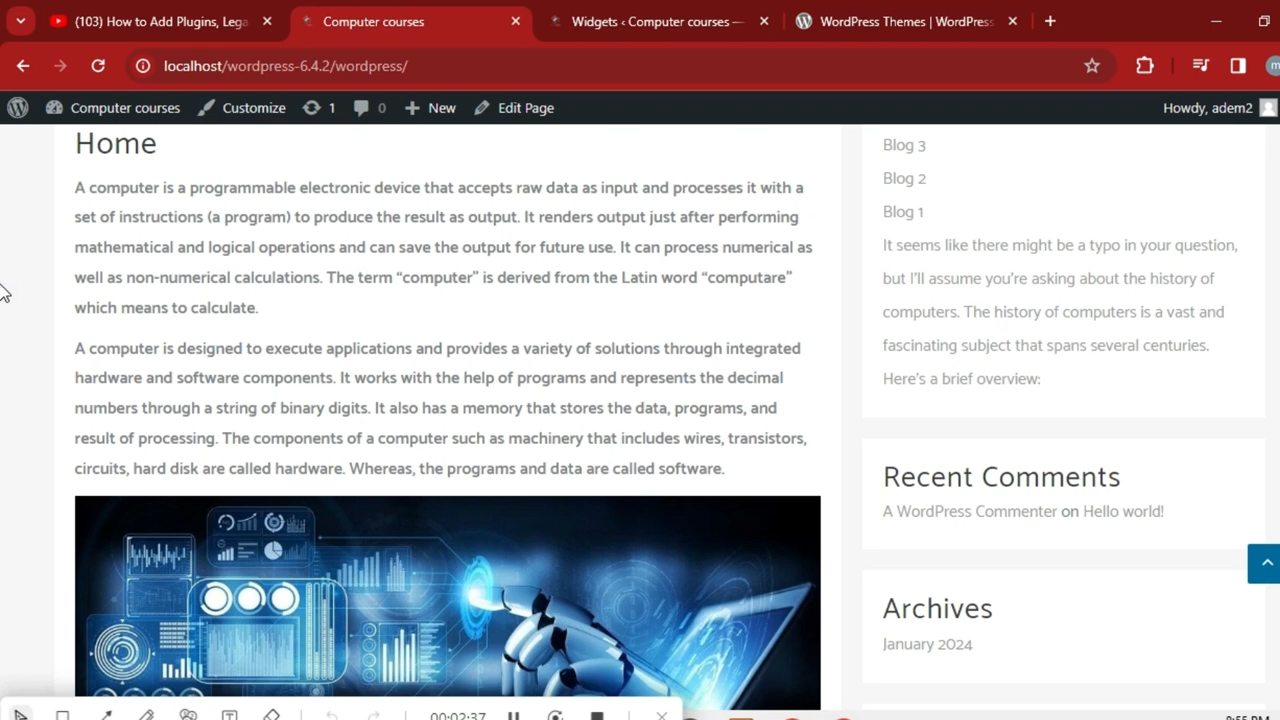 (103) How to Add Plugins, Lega
Computer courses
Widgets ‹ Computer courses —
WordPress Themes | WordPress
localhost/wordpress-6.4.2/wordpress/
Computer courses
Customize
1
0
New
Edit Page
Howdy, adem2
Home
A computer is a programmable electronic device that accepts raw data as input and processes it with a
set of instructions (a program) to produce the result as output. It renders output just after performing
mathematical and logical operations and can save the output for future use. It can process numerical as
well as non-numerical calculations. The term “computer” is derived from the Latin word “computare”
which means to calculate.
A computer is designed to execute applications and provides a variety of solutions through integrated
hardware and software components. It works with the help of programs and represents the decimal
numbers through a string of binary digits. It also has a memory that stores the data, programs, and
result of processing. The components of a computer such as machinery that includes wires, transistors,
circuits, hard disk are called hardware. Whereas, the programs and data are called software.
Blog 3
Blog 2
Blog 1
It seems like there might be a typo in your question,
but I’ll assume you’re asking about the history of
computers. The history of computers is a vast and
fascinating subject that spans several centuries.
Here’s a brief overview:
Recent Comments
A WordPress Commenter on Hello world!
Archives
January 2024
00:02:37